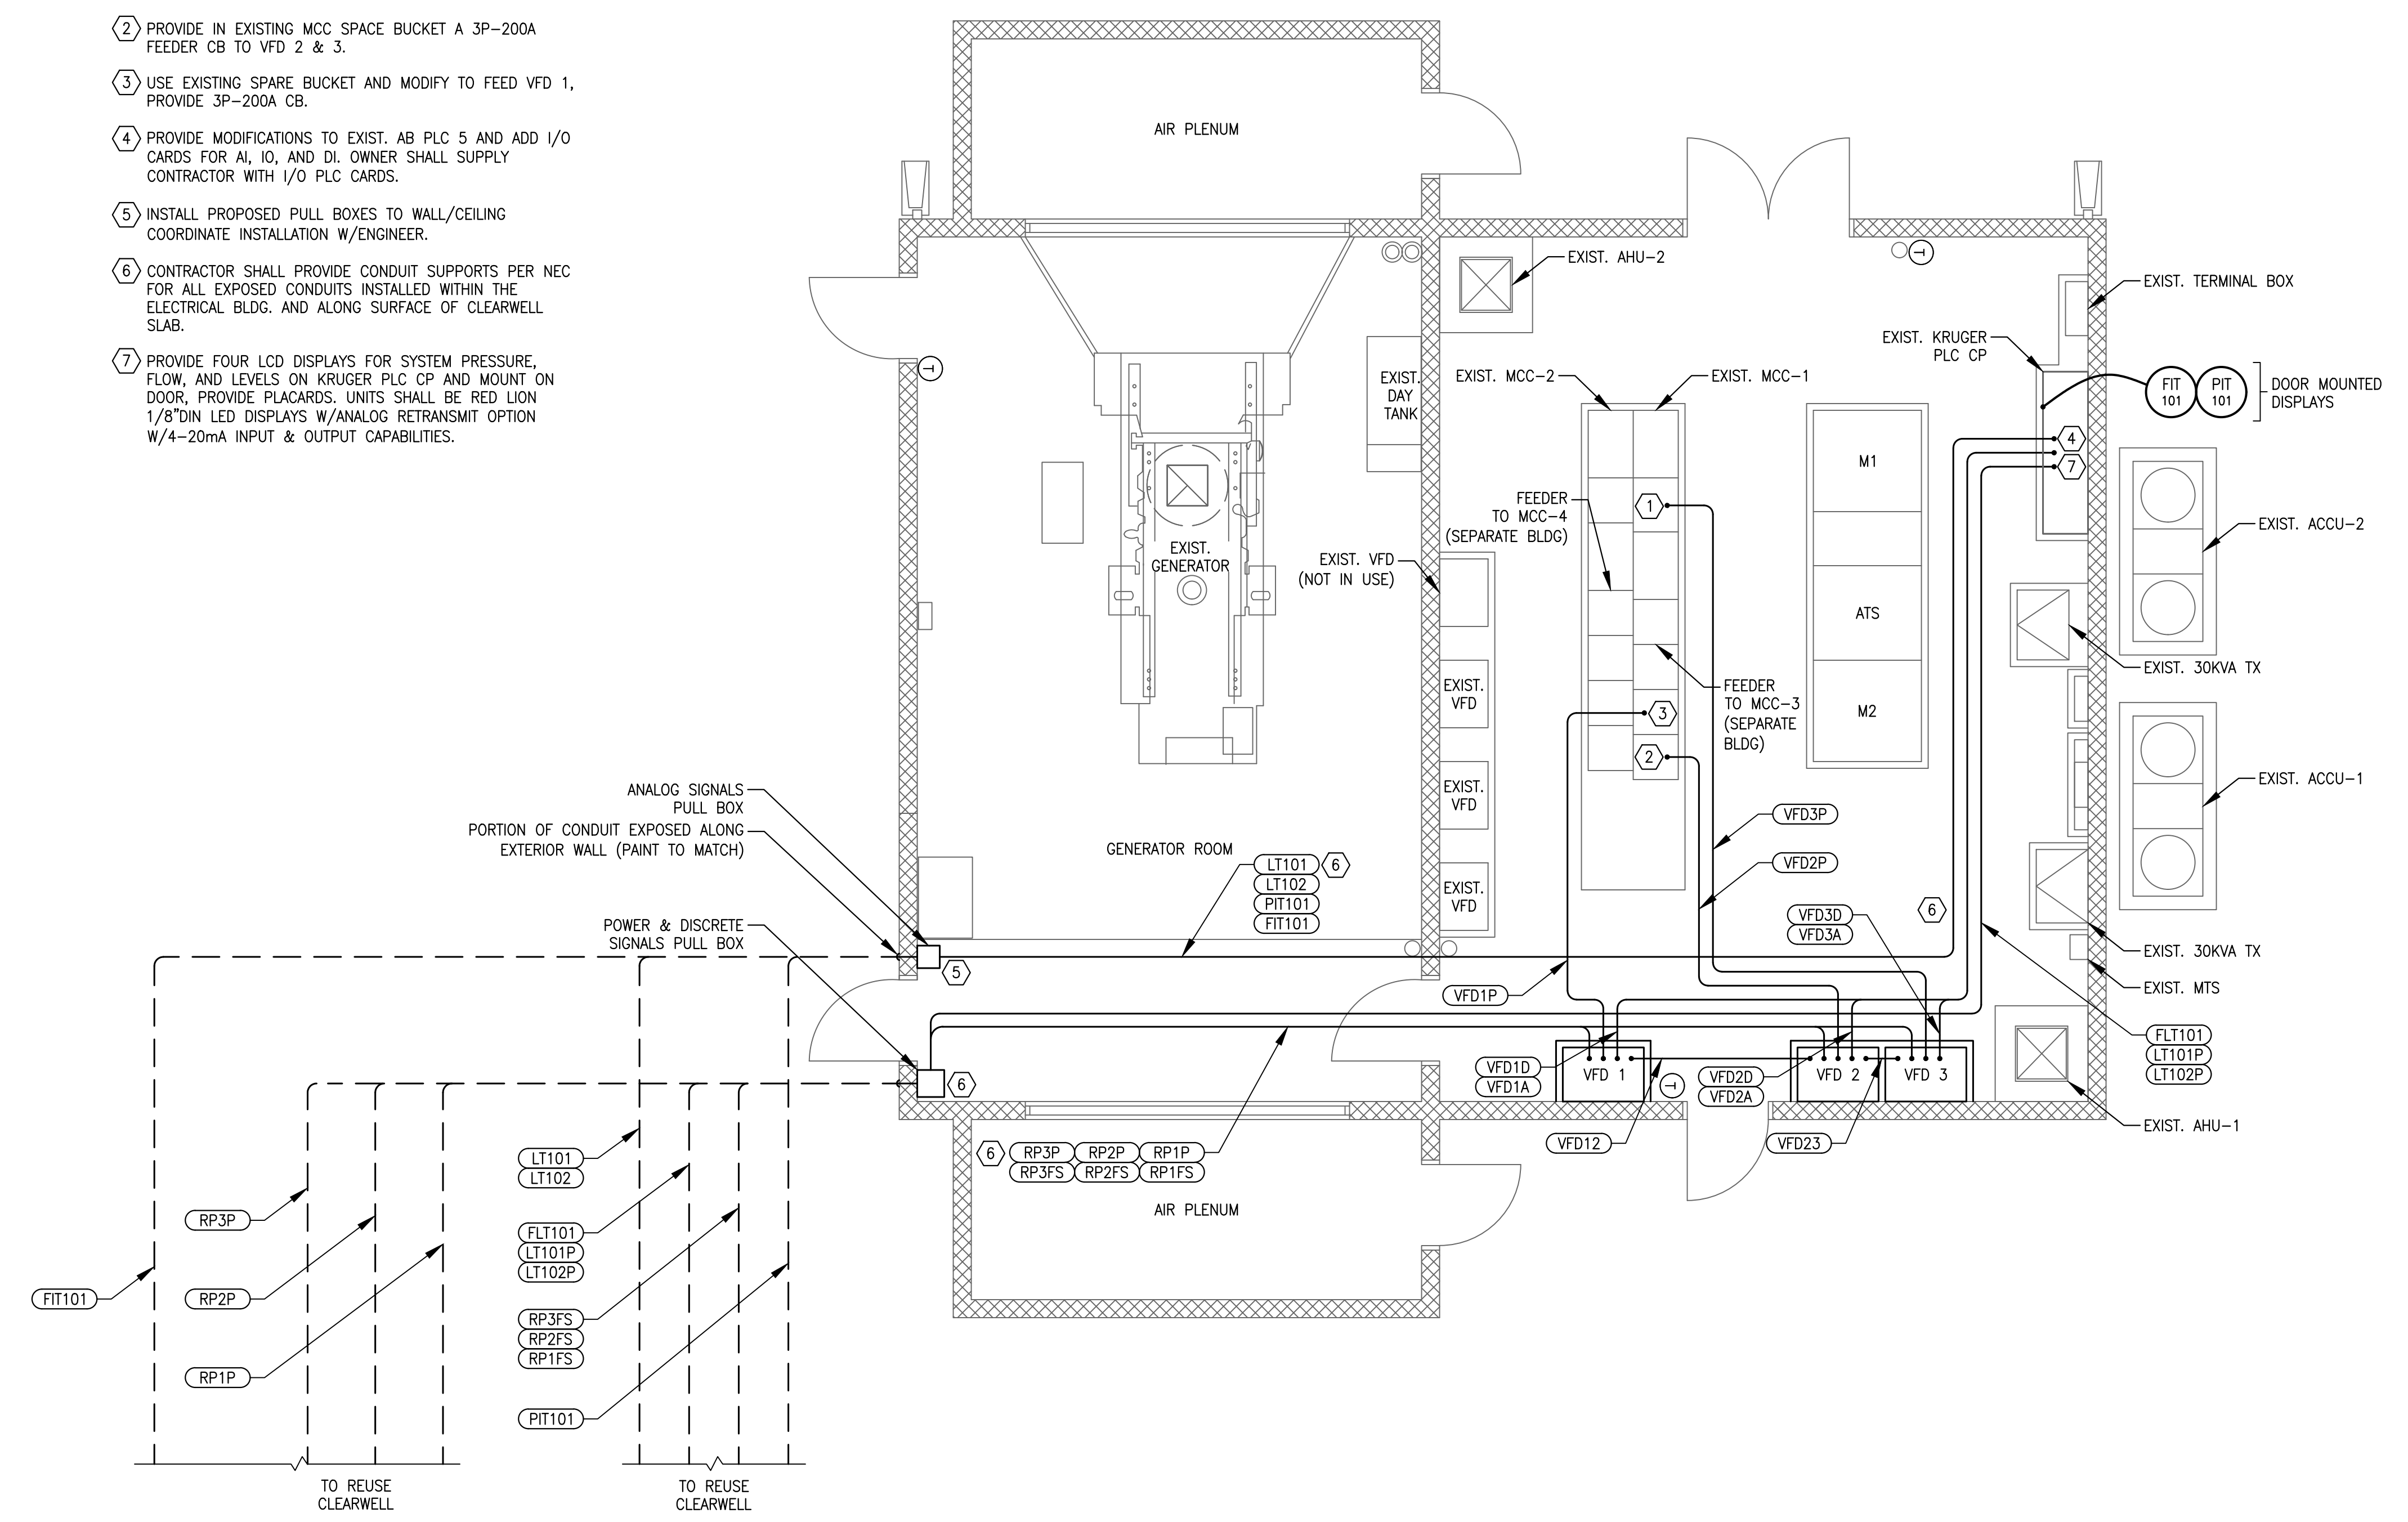 2 PROVIDE IN EXISTING MCC SPACE BUCKET A 3P-200A
FEEDER CB TO VFD 2 & 3.
3 USE EXISTING SPARE BUCKET AND MODIFY TO FEED VFD 1,
PROVIDE 3P-200A CB.
4 PROVIDE MODIFICATIONS TO EXIST. AB PLC 5 AND ADD I/O
CARDS FOR AI, IO, AND DI. OWNER SHALL SUPPLY
CONTRACTOR WITH I/O PLC CARDS.
5 INSTALL PROPOSED PULL BOXES TO WALL/CEILING
COORDINATE INSTALLATION W/ENGINEER.
6 CONTRACTOR SHALL PROVIDE CONDUIT SUPPORTS PER NEC
FOR ALL EXPOSED CONDUITS INSTALLED WITHIN THE
ELECTRICAL BLDG. AND ALONG SURFACE OF CLEARWELL
SLAB.
7 PROVIDE FOUR LCD DISPLAYS FOR SYSTEM PRESSURE,
FLOW, AND LEVELS ON KRUGER PLC CP AND MOUNT ON
DOOR, PROVIDE PLACARDS. UNITS SHALL BE RED LION
1/8"DIN LED DISPLAYS W/ANALOG RETRANSMIT OPTION
W/4-20mA INPUT & OUTPUT CAPABILITIES.
AIR PLENUM
EXIST. AHU-2
T
EXIST. TERMINAL BOX
EXIST. KRUGER
PLC CP
FIT
101
PIT
101
DOOR MOUNTED
DISPLAYS
T
EXIST.
DAY
TANK
EXIST. MCC-2
EXIST. MCC-1
4
7
M1
ATS
M2
1
FEEDER
TO MCC-4
(SEPARATE BLDG)
EXIST. ACCU-2
EXIST.
GENERATOR
EXIST. VFD
(NOT IN USE)
EXIST. 30KVA TX
EXIST.
VFD
FEEDER
TO MCC-3
(SEPARATE
BLDG)
3
2
EXIST.
VFD
EXIST. ACCU-1
ANALOG SIGNALS
PULL BOX
PORTION OF CONDUIT EXPOSED ALONG
EXTERIOR WALL (PAINT TO MATCH)
VFD3P
VFD2P
GENERATOR ROOM
LT101
6
LT102
PIT101
FIT101
EXIST.
VFD
VFD3D
VFD3A
6
POWER & DISCRETE
SIGNALS PULL BOX
EXIST. 30KVA TX
5
VFD1P
EXIST. MTS
FLT101
LT101P
LT102P
6
VFD1D
VFD1A
VFD 1
T
VFD2D
VFD2A
VFD 2
VFD 3
EXIST. AHU-1
VFD12
VFD23
6
RP3P
RP2P
RP1P
RP3FS
RP2FS
RP1FS
LT101
LT102
AIR PLENUM
RP3P
FLT101
LT101P
LT102P
FIT101
RP2P
RP3FS
RP2FS
RP1FS
RP1P
PIT101
TO REUSE
CLEARWELL
TO REUSE
CLEARWELL